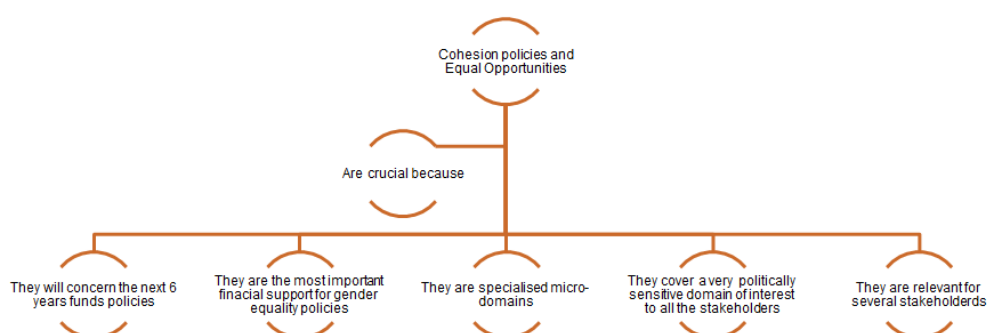 Cohesion policies and
Equal Opportunities
Are crucial because
They will concern the next 6
years funds policies
They are the most important
finacial support for gender
equality policies
They are specialised micro-
domains
They cover a very politically
sensitive domain of interest
to all the stakeholders
They are relevant for
several stakeholderds